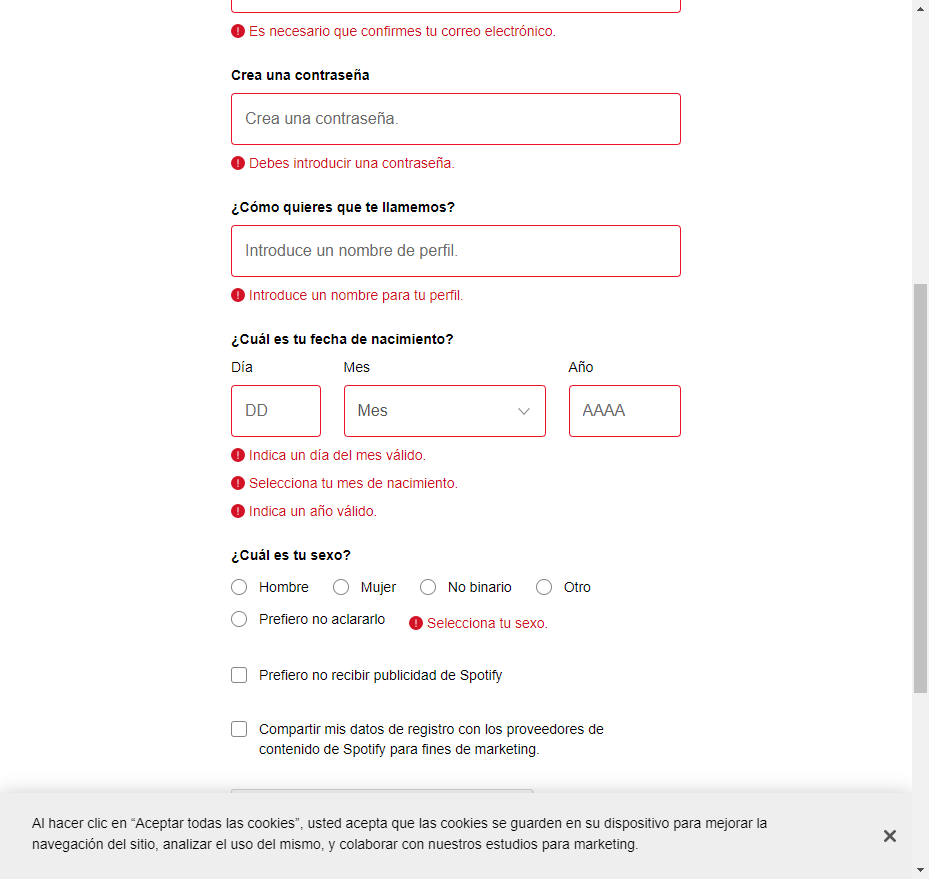 Es necesario que confirmes tu correo electrónico.
Crea una contraseña
Crea una contraseña.
Debes introducir una contraseña.
¿Cómo quieres que te llamemos?
Introduce un nombre de perfil.
Introduce un nombre para tu perfil.
¿Cuál es tu fecha de nacimiento?
Día Mes Año
DD Mes AAAA
Indica un día del mes válido.
Selecciona tu mes de nacimiento.
Indica un año válido.
¿Cuál es tu sexo?
Hombre Mujer No binario Otro
Prefiero no aclararlo Selecciona tu sexo.
Prefiero no recibir publicidad de Spotify
Compartir mis datos de registro con los proveedores de
contenido de Spotify para fines de marketing.
Al hacer clic en “Aceptar todas las cookies”, usted acepta que las cookies se guarden en su dispositivo para mejorar la
navegación del sitio, analizar el uso del mismo, y colaborar con nuestros estudios para marketing.